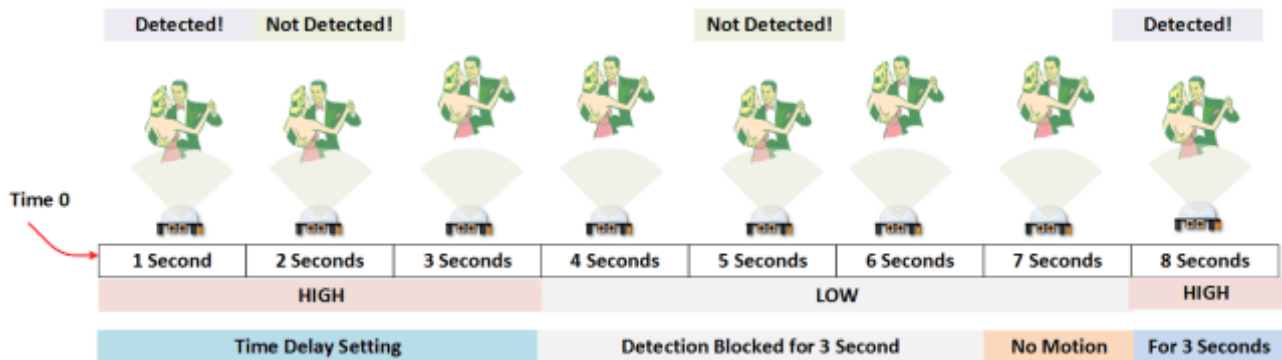 Detected! Not Detected! Not Detected! Detected!
Time 0
1 Second 2 Seconds 3 Seconds 4 Seconds 5 Seconds 6 Seconds 7 Seconds 8 Seconds
HIGH LOW HIGH
Time Delay Setting Detection Blocked for 3 Second No Motion For 3 Seconds